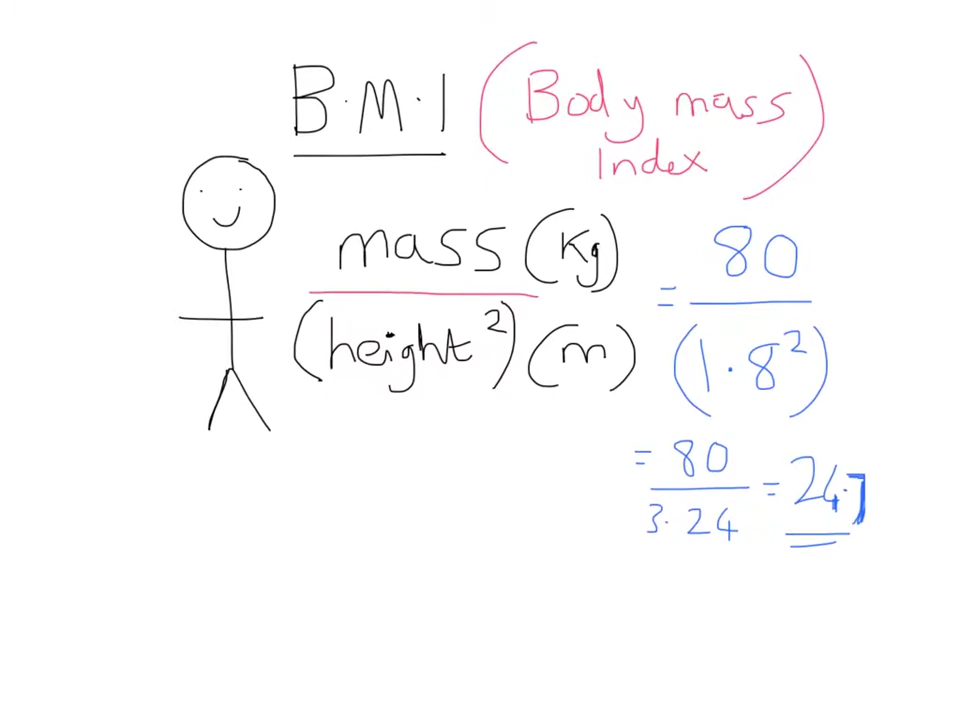 B.M.I (Body mass
Index)
mass (Kg)
(height²) (m)
= 80
(1.8²)
= 80
3.24
= 24.7